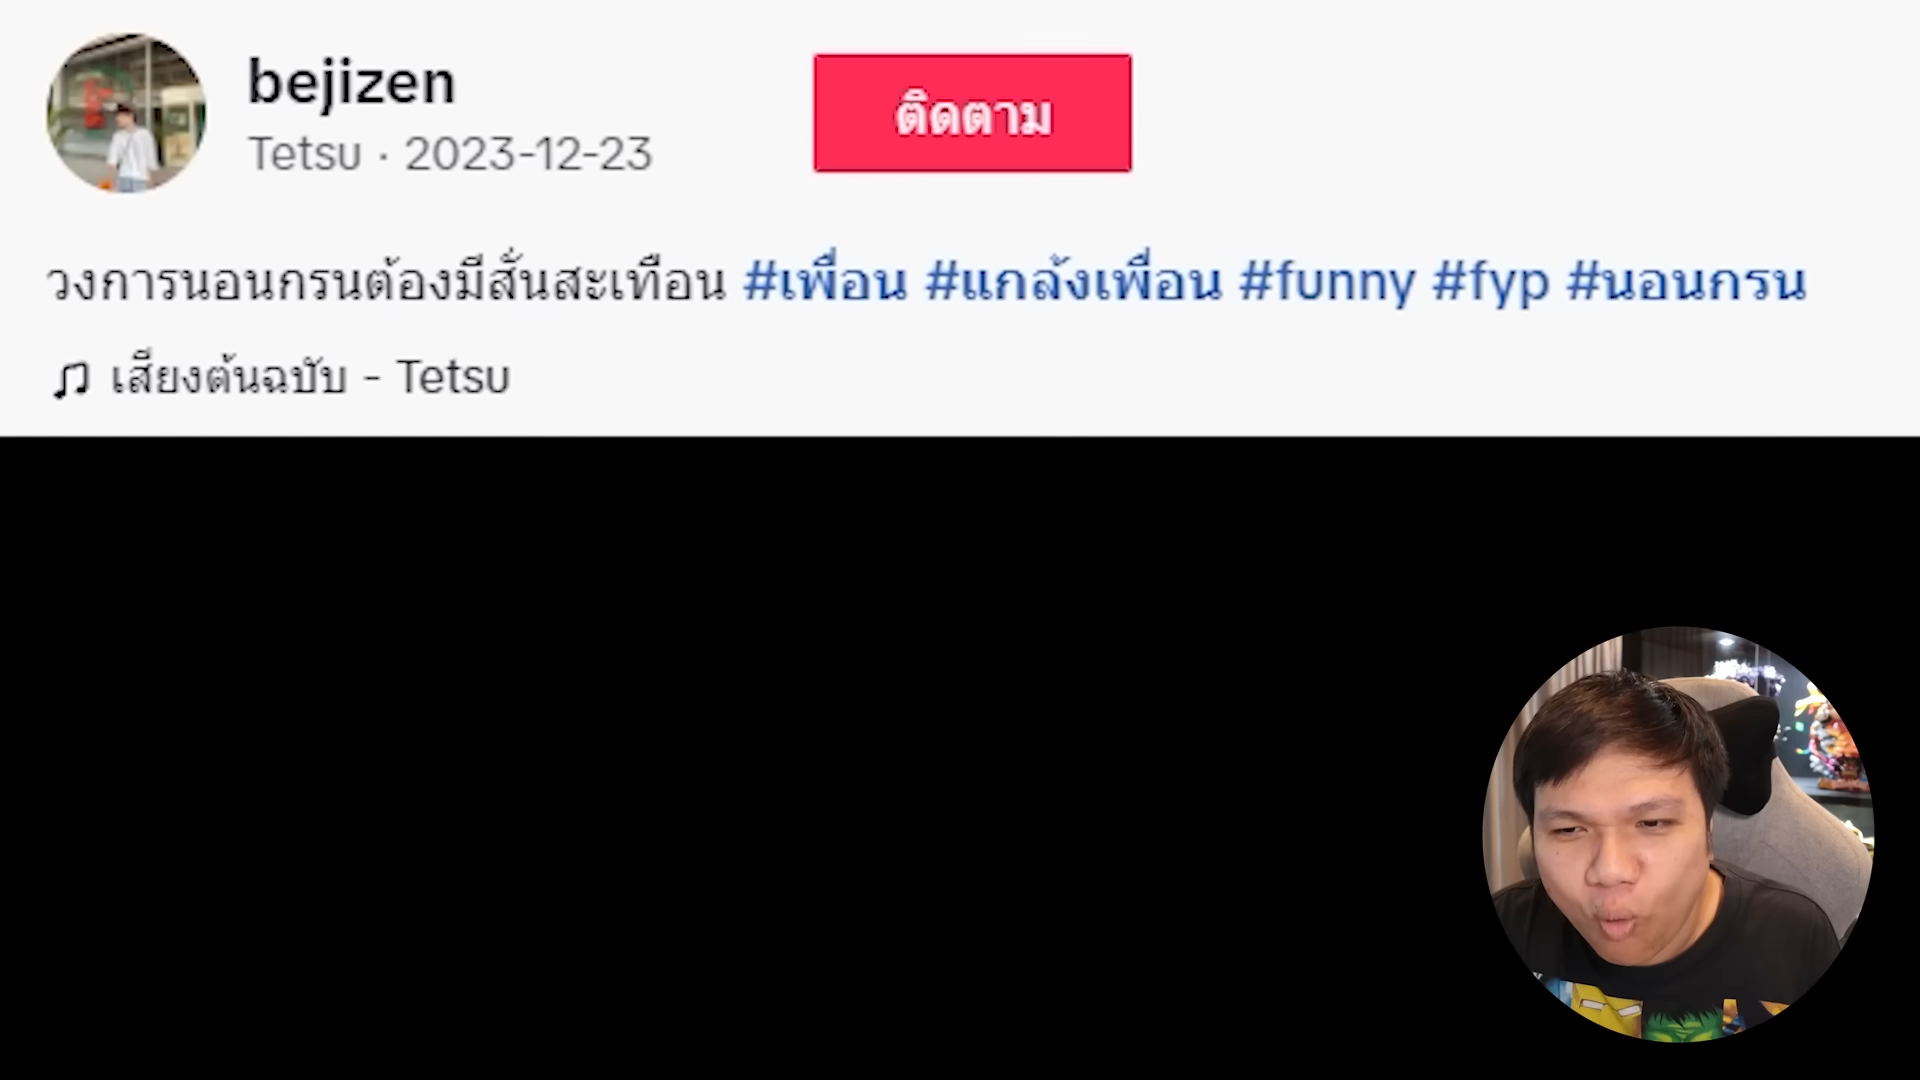 bejizen
Tetsu · 2023-12-23
ติดตาม
วงการนอนกรนต้องมีสั่นสะเทือน #เพื่อน #แกล้งเพื่อน #funny #fyp #นอนกรน
เสียงต้นฉบับ - Tetsu